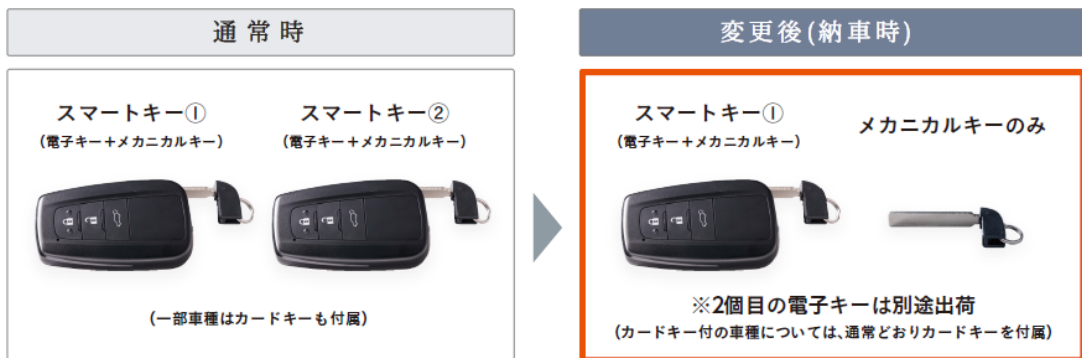 通常時
変更後(納車時)
スマートキー①
(電子キー+メカニカルキー)
スマートキー②
(電子キー+メカニカルキー)
(一部車種はカードキーも付属)
スマートキー①
(電子キー+メカニカルキー)
メカニカルキーのみ
※2個目の電子キーは別途出荷
(カードキー付の車種については、通常どおりカードキーを付属)